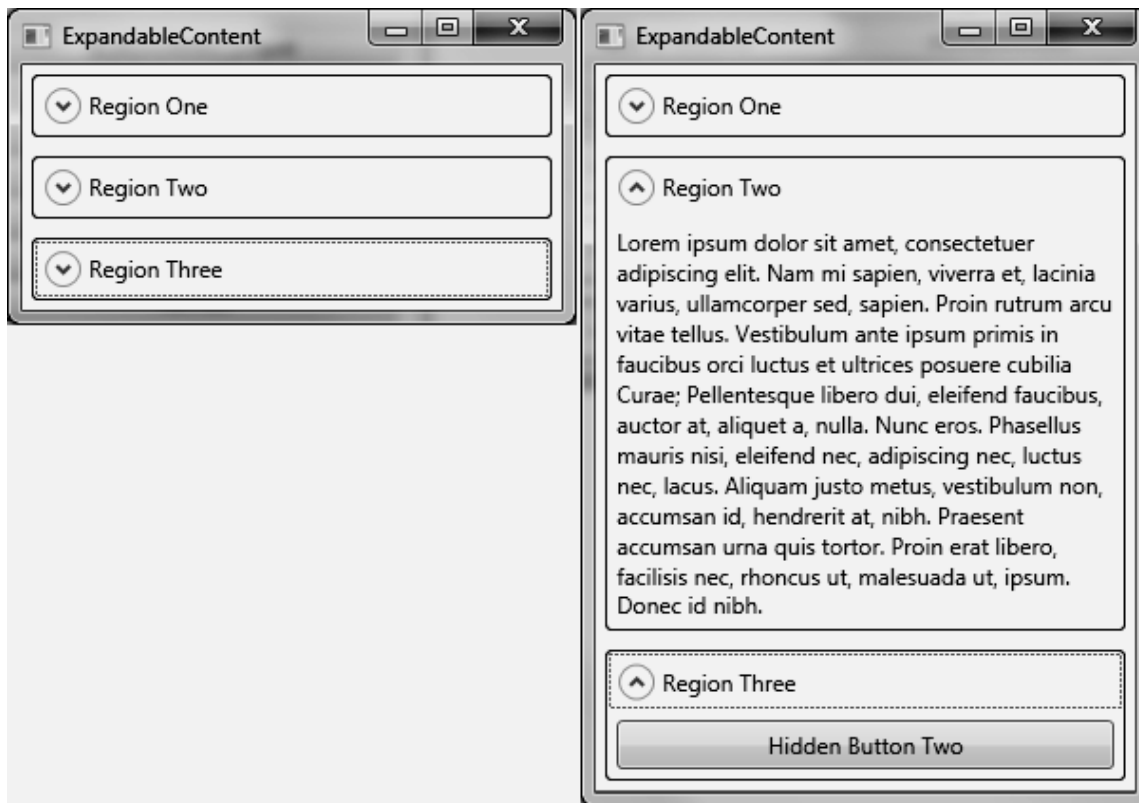 ExpandableContent
Region One
Region Two
Region Three
ExpandableContent
Region One
Region Two
Lorem ipsum dolor sit amet, consectetuer
adipiscing elit. Nam mi sapien, viverra et, lacinia
varius, ullamcorper sed, sapien. Proin rutrum arcu
vitae tellus. Vestibulum ante ipsum primis in
faucibus orci luctus et ultrices posuere cubilia
Curae; Pellentesque libero dui, eleifend faucibus,
auctor at, aliquet a, nulla. Nunc eros. Phasellus
mauris nisi, eleifend nec, adipiscing nec, luctus
nec, lacus. Aliquam justo metus, vestibulum non,
accumsan id, hendrerit at, nibh. Praesent
accumsan urna quis tortor. Proin erat libero,
facilisis nec, rhoncus ut, malesuada ut, ipsum.
Donec id nibh.
Region Three
Hidden Button Two